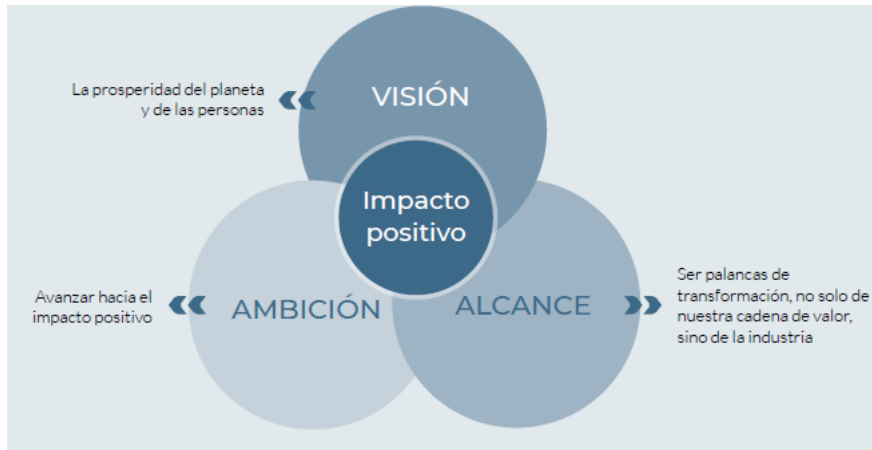 VISIÓN
La prosperidad del planeta
y de las personas
Impacto
positivo
AMBICIÓN
Avanzar hacia el
impacto positivo
ALCANCE
Ser palancas de
transformación, no solo de
nuestra cadena de valor,
sino de la industria